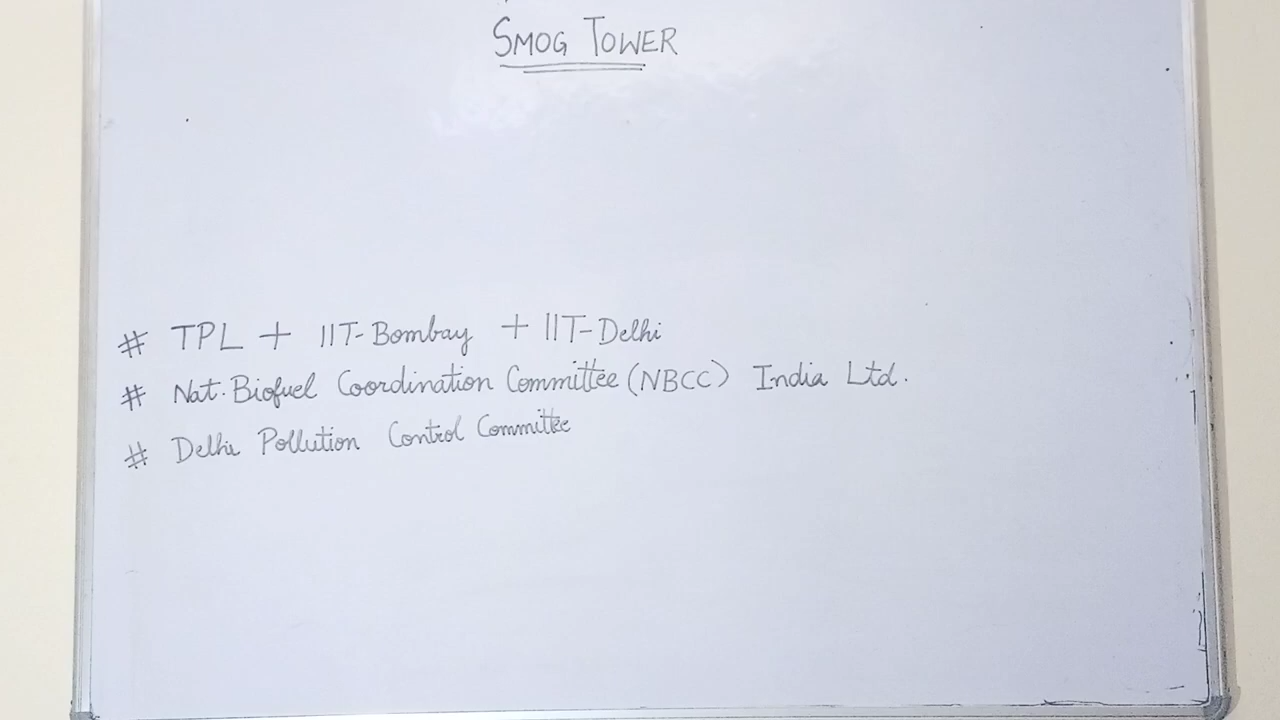 SMOG TOWER
# TPL + IIT-Bombay + IIT-Delhi
# Nat. Biofuel Coordination Committee (NBCC) India Ltd.
# Delhi Pollution Control Committee